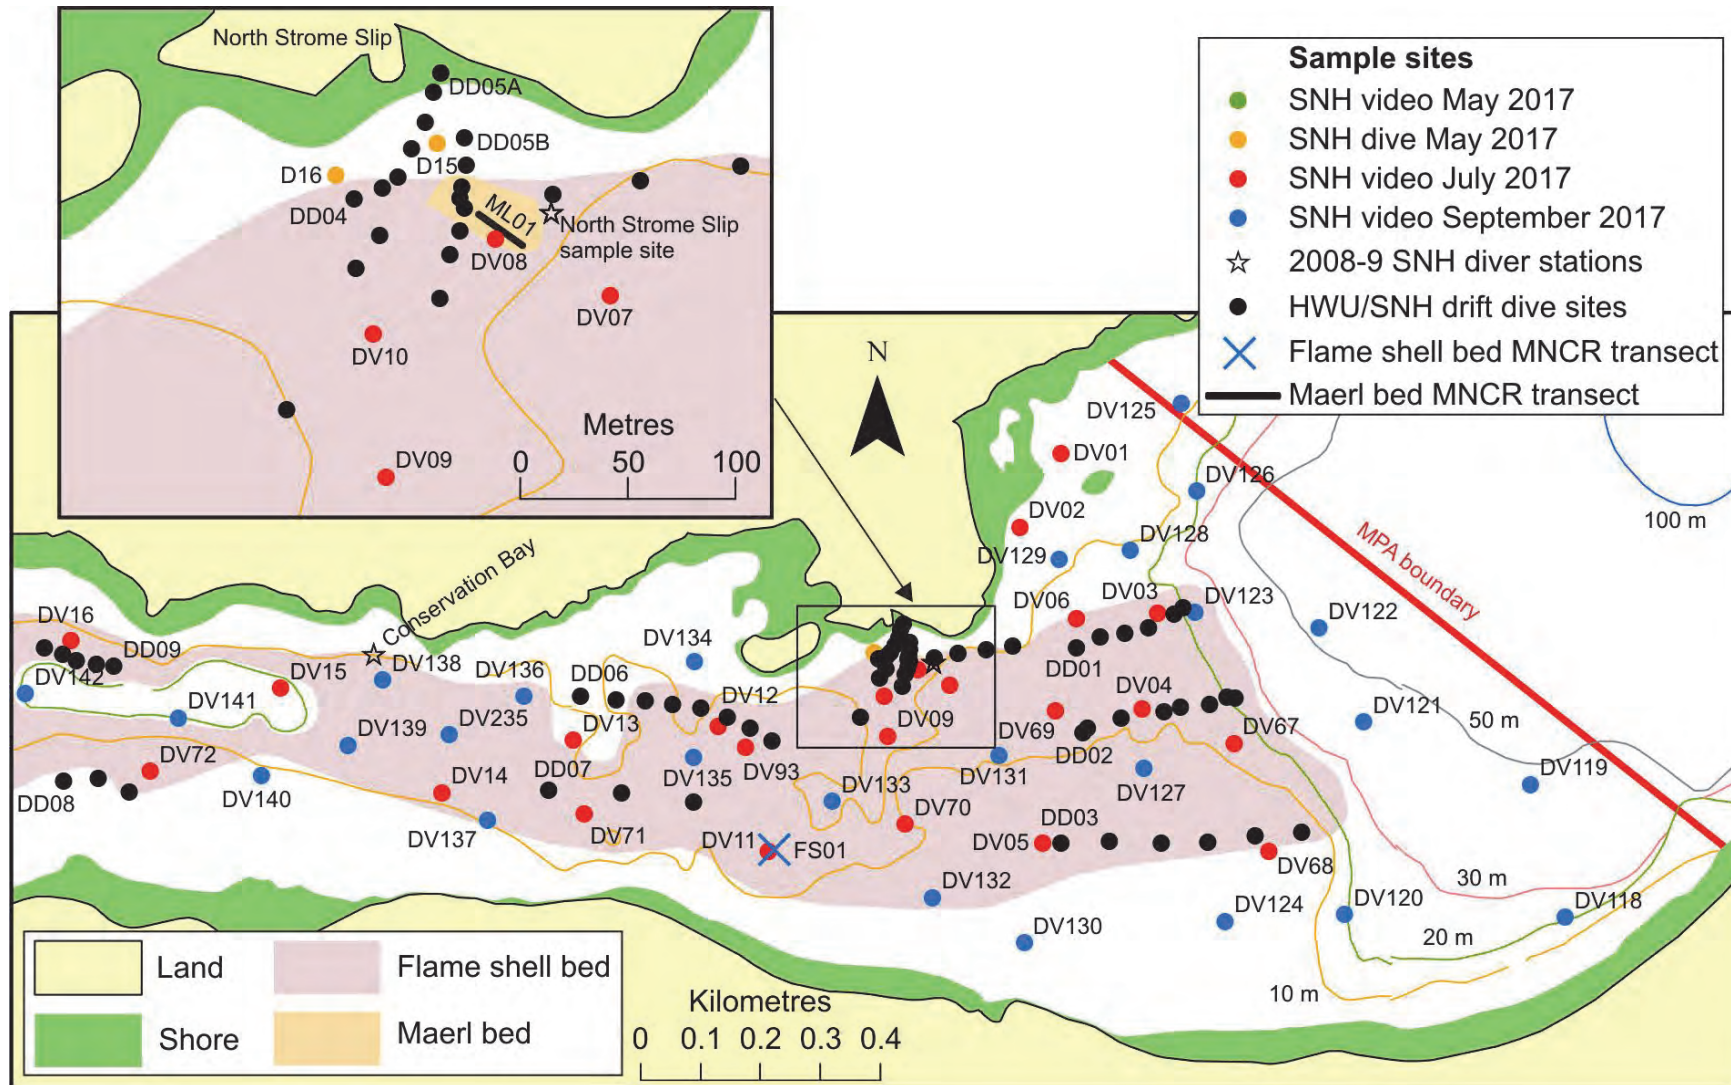 North Strome Slip
DD05A
DD05B
D15
D16
DD04
ML01
North Strome Slip
sample site
DV08
DV07
DV10
DV09
Metres
0 50 100
Sample sites
SNH video May 2017
SNH dive May 2017
SNH video July 2017
SNH video September 2017
2008-9 SNH diver stations
HWU/SNH drift dive sites
Flame shell bed MNCR transect
Maerl bed MNCR transect
N
DV125
DV01
DV126
DV02
DV128
DV129
100 m
MPA boundary
Conservation Bay
DV16
DD09
DV142
DV141
DV15
DV138
DV136
DD06
DV134
DV12
DV06
DV03
DV123
DV122
DD01
DV04
DV09
DV69
DD02
DV67
DV121
50 m
DV139
DV235
DV13
DV72
DD08
DV140
DV14
DD07
DV135
DV93
DV133
DV131
DV127
DV119
DV137
DV71
DV11
FS01
DV70
DD03
DV05
DV68
30 m
DV132
DV130
DV124
DV120
DV118
20 m
10 m
Land
Flame shell bed
Shore
Maerl bed
Kilometres
0 0.1 0.2 0.3 0.4